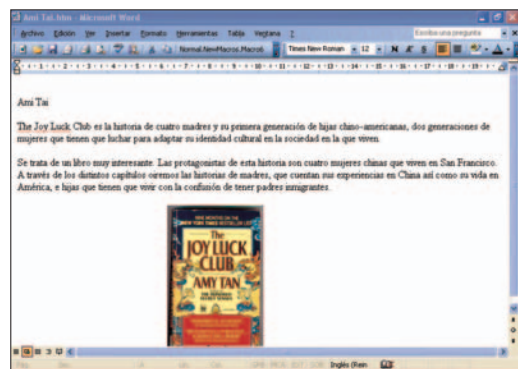 Ami Tai.htm - Microsoft Word
Archivo Edición Ver Insertar Formato Herramientas Tabla Ventana ?
Escriba una pregunta
Normal.NewMacros.Macro6 Times New Roman 12 N K S
Ami Tai
The Joy Luck Club es la historia de cuatro madres y su primera generación de hijas chino-americanas, dos generaciones de
mujeres que tienen que luchar para adaptar su identidad cultural en la sociedad en la que viven.
Se trata de un libro muy interesante. Las protagonistas de esta historia son cuatro mujeres chinas que viven en San Francisco.
A través de los distintos capítulos oiremos las historias de madres, que cuentan sus experiencias en China así como su vida en
América, e hijas que tienen que vivir con la confusión de tener padres inmigrantes.
The
JOY LUCK
CLUB
AMY TAN
Inglés (Rein